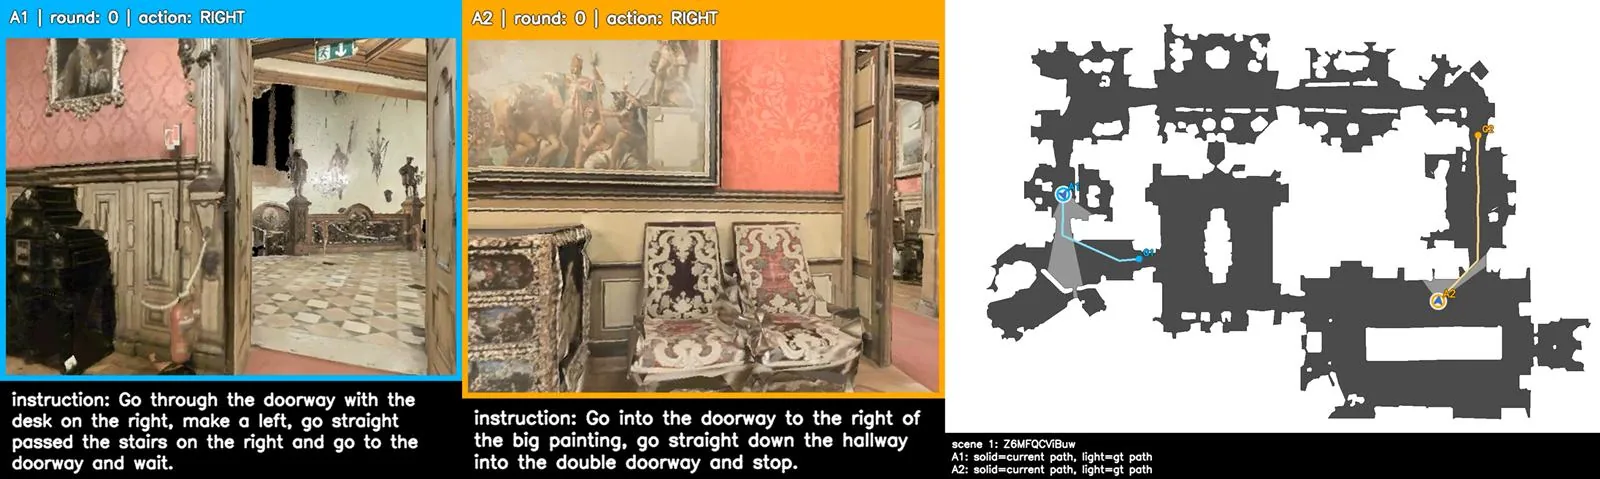 A1 | round: 0 | action: RIGHT
instruction: Go through the doorway with the
desk on the right, make a left, go straight
passed the stairs on the right and go to the
doorway and wait.
A2 | round: 0 | action: RIGHT
instruction: Go into the doorway to the right of
the big painting, go straight down the hallway
into the double doorway and stop.
G2
A1
G1
A2
scene 1: Z6MFQCViBuw
A1: solid=current path, light=gt path
A2: solid=current path, light=gt path